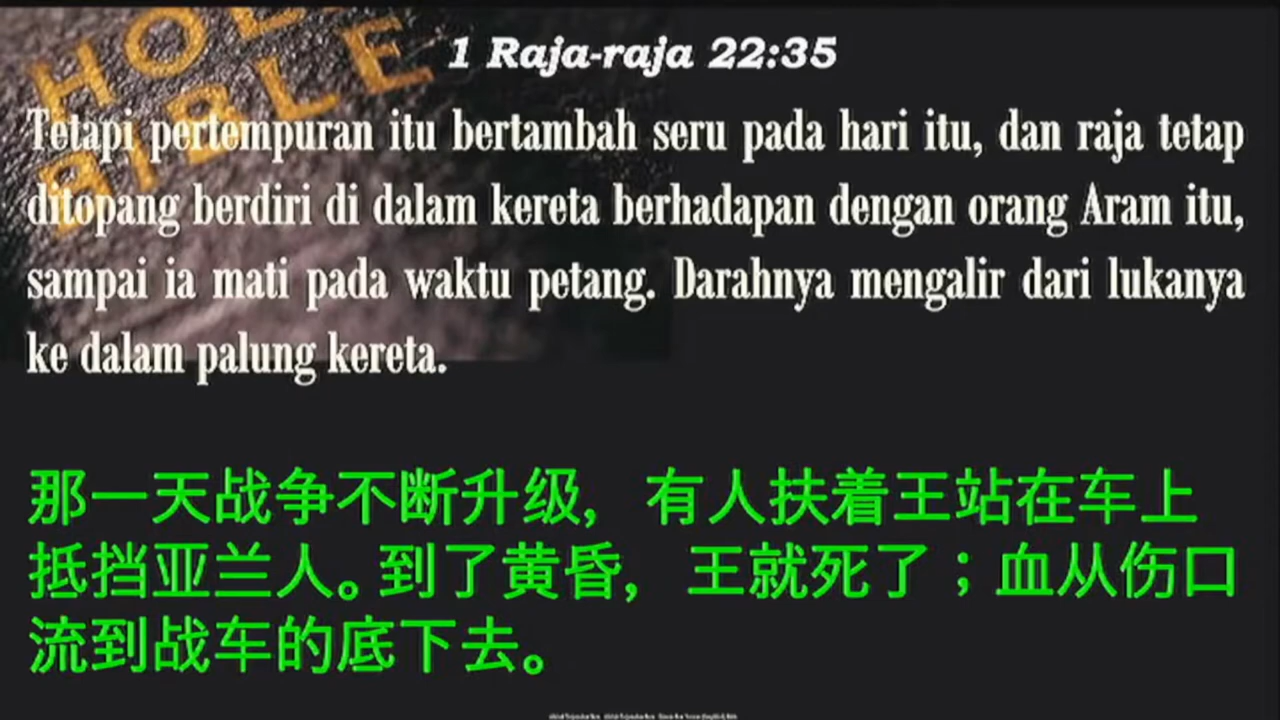 HOL
BIBLE
1 Raja-raja 22:35
Tetapi pertempuran itu bertambah seru pada hari itu, dan raja tetap
ditopang berdiri di dalam kereta berhadapan dengan orang Aram itu,
sampai ia mati pada waktu petang. Darahnya mengalir dari lukanya
ke dalam palung kereta.
那一天战争不断升级，有人扶着王站在车上
抵挡亚兰人。到了黄昏，王就死了；血从伤口
流到战车的底下去。